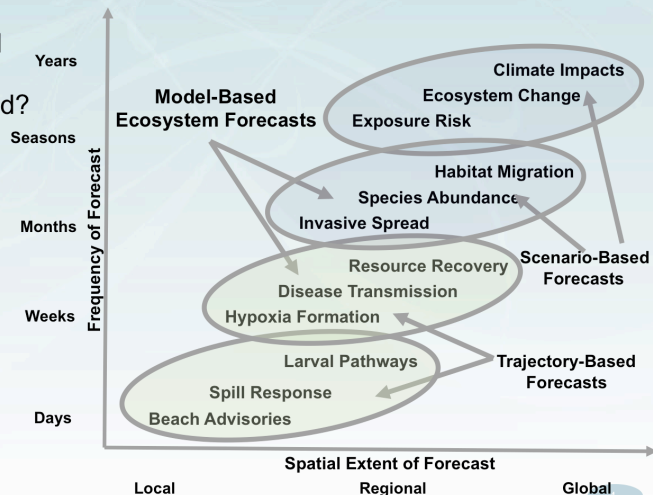 d?
Years
Seasons
Months
Weeks
Days
Frequency of Forecast
Model-Based
Ecosystem Forecasts
Climate Impacts
Ecosystem Change
Exposure Risk
Habitat Migration
Species Abundance
Invasive Spread
Resource Recovery
Disease Transmission
Hypoxia Formation
Larval Pathways
Spill Response
Beach Advisories
Scenario-Based
Forecasts
Trajectory-Based
Forecasts
Spatial Extent of Forecast
Local
Regional
Global